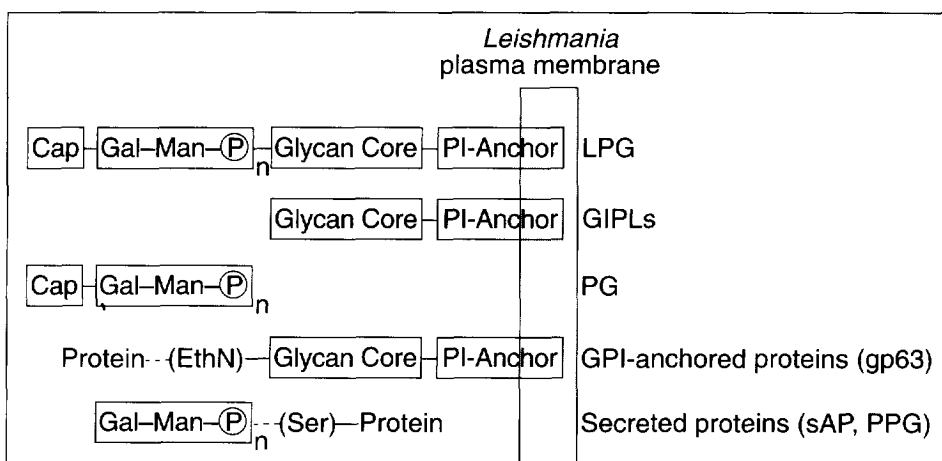 Leishmania
plasma membrane
Cap–Gal–Man–P n Glycan Core–PI-Anchor LPG
Glycan Core–PI-Anchor GIPLs
Cap–Gal–Man–P n PG
Protein---(EthN)—Glycan Core–PI-Anchor GPI-anchored proteins (gp63)
Gal–Man–P n ---(Ser)—Protein Secreted proteins (sAP, PPG)